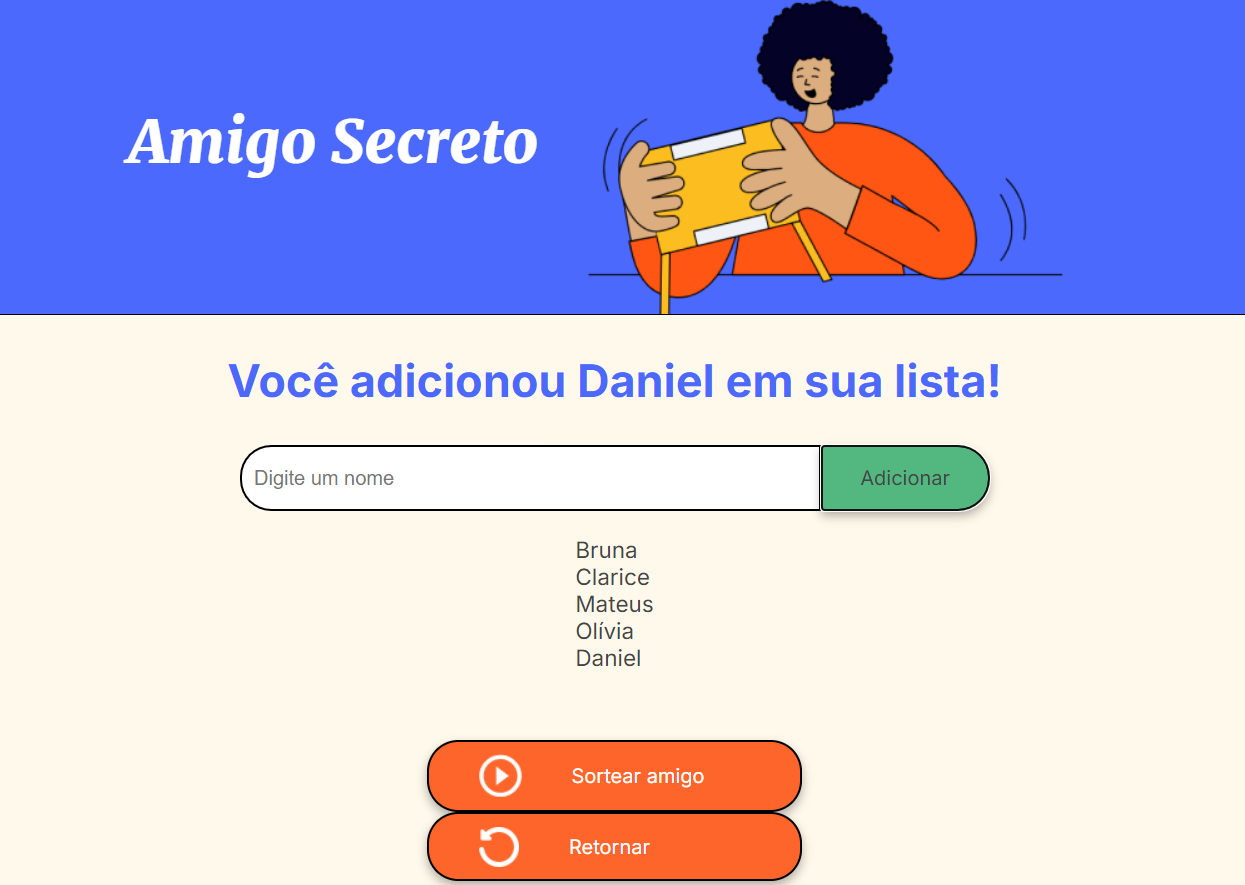 Amigo Secreto
Você adicionou Daniel em sua lista!
Digite um nome
Adicionar
Bruna
Clarice
Mateus
Olívia
Daniel
Sortear amigo
Retornar